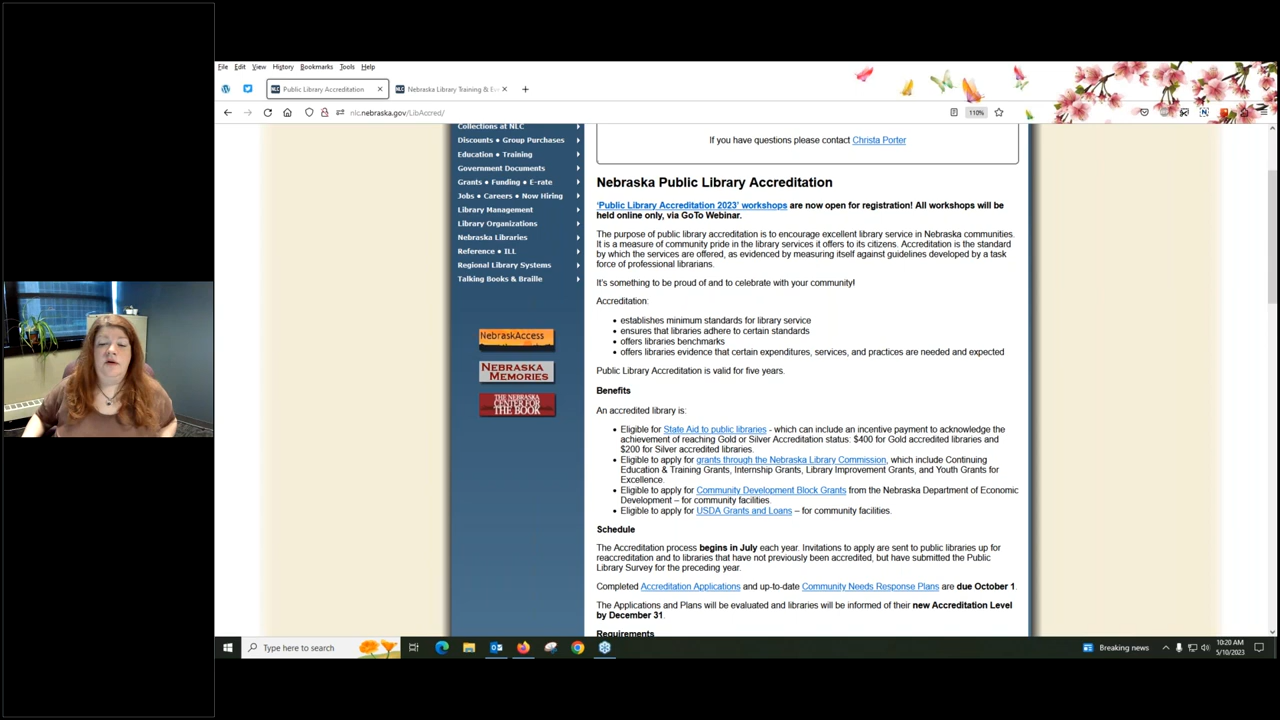 File Edit View History Bookmarks Tools Help
Public Library Accreditation
Nebraska Library Training & Ev
nlc.nebraska.gov/LibAccred/
110%
Collections at NLC
Discounts • Group Purchases
Education • Training
Government Documents
Grants • Funding • E-rate
Jobs • Careers • Now Hiring
Library Management
Library Organizations
Nebraska Libraries
Reference • ILL
Regional Library Systems
Talking Books & Braille
NebraskAccess
NEBRASKA
MEMORIES
THE NEBRASKA
CENTER FOR
THE BOOK
If you have questions please contact Christa Porter
Nebraska Public Library Accreditation
'Public Library Accreditation 2023' workshops are now open for registration! All workshops will be
held online only, via GoTo Webinar.
The purpose of public library accreditation is to encourage excellent library service in Nebraska communities.
It is a measure of community pride in the library services it offers to its citizens. Accreditation is the standard
by which the services are offered, as evidenced by measuring itself against guidelines developed by a task
force of professional librarians.
It's something to be proud of and to celebrate with your community!
Accreditation:
• establishes minimum standards for library service
• ensures that libraries adhere to certain standards
• offers libraries benchmarks
• offers libraries evidence that certain expenditures, services, and practices are needed and expected
Public Library Accreditation is valid for five years.
Benefits
An accredited library is:
• Eligible for State Aid to public libraries - which can include an incentive payment to acknowledge the
achievement of reaching Gold or Silver Accreditation status: $400 for Gold accredited libraries and
$200 for Silver accredited libraries.
• Eligible to apply for grants through the Nebraska Library Commission, which include Continuing
Education & Training Grants, Internship Grants, Library Improvement Grants, and Youth Grants for
Excellence.
• Eligible to apply for Community Development Block Grants from the Nebraska Department of Economic
Development – for community facilities.
• Eligible to apply for USDA Grants and Loans – for community facilities.
Schedule
The Accreditation process begins in July each year. Invitations to apply are sent to public libraries up for
reaccreditation and to libraries that have not previously been accredited, but have submitted the Public
Library Survey for the preceding year.
Completed Accreditation Applications and up-to-date Community Needs Response Plans are due October 1.
The Applications and Plans will be evaluated and libraries will be informed of their new Accreditation Level
by December 31.
Requirements
Type here to search
Breaking news
10:20 AM
5/10/2023